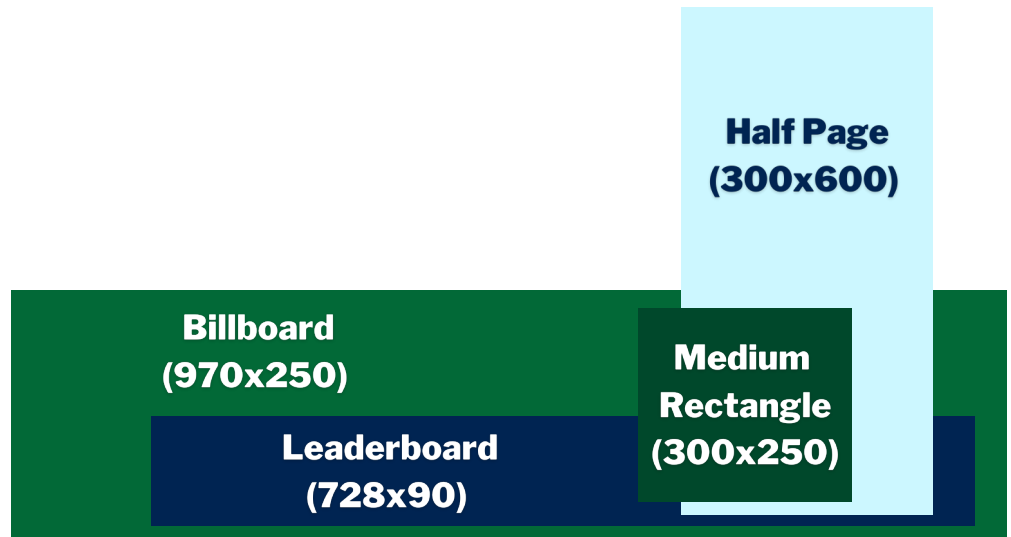 Half Page
(300x600)
Billboard
(970x250)
Medium
Rectangle
(300x250)
Leaderboard
(728x90)